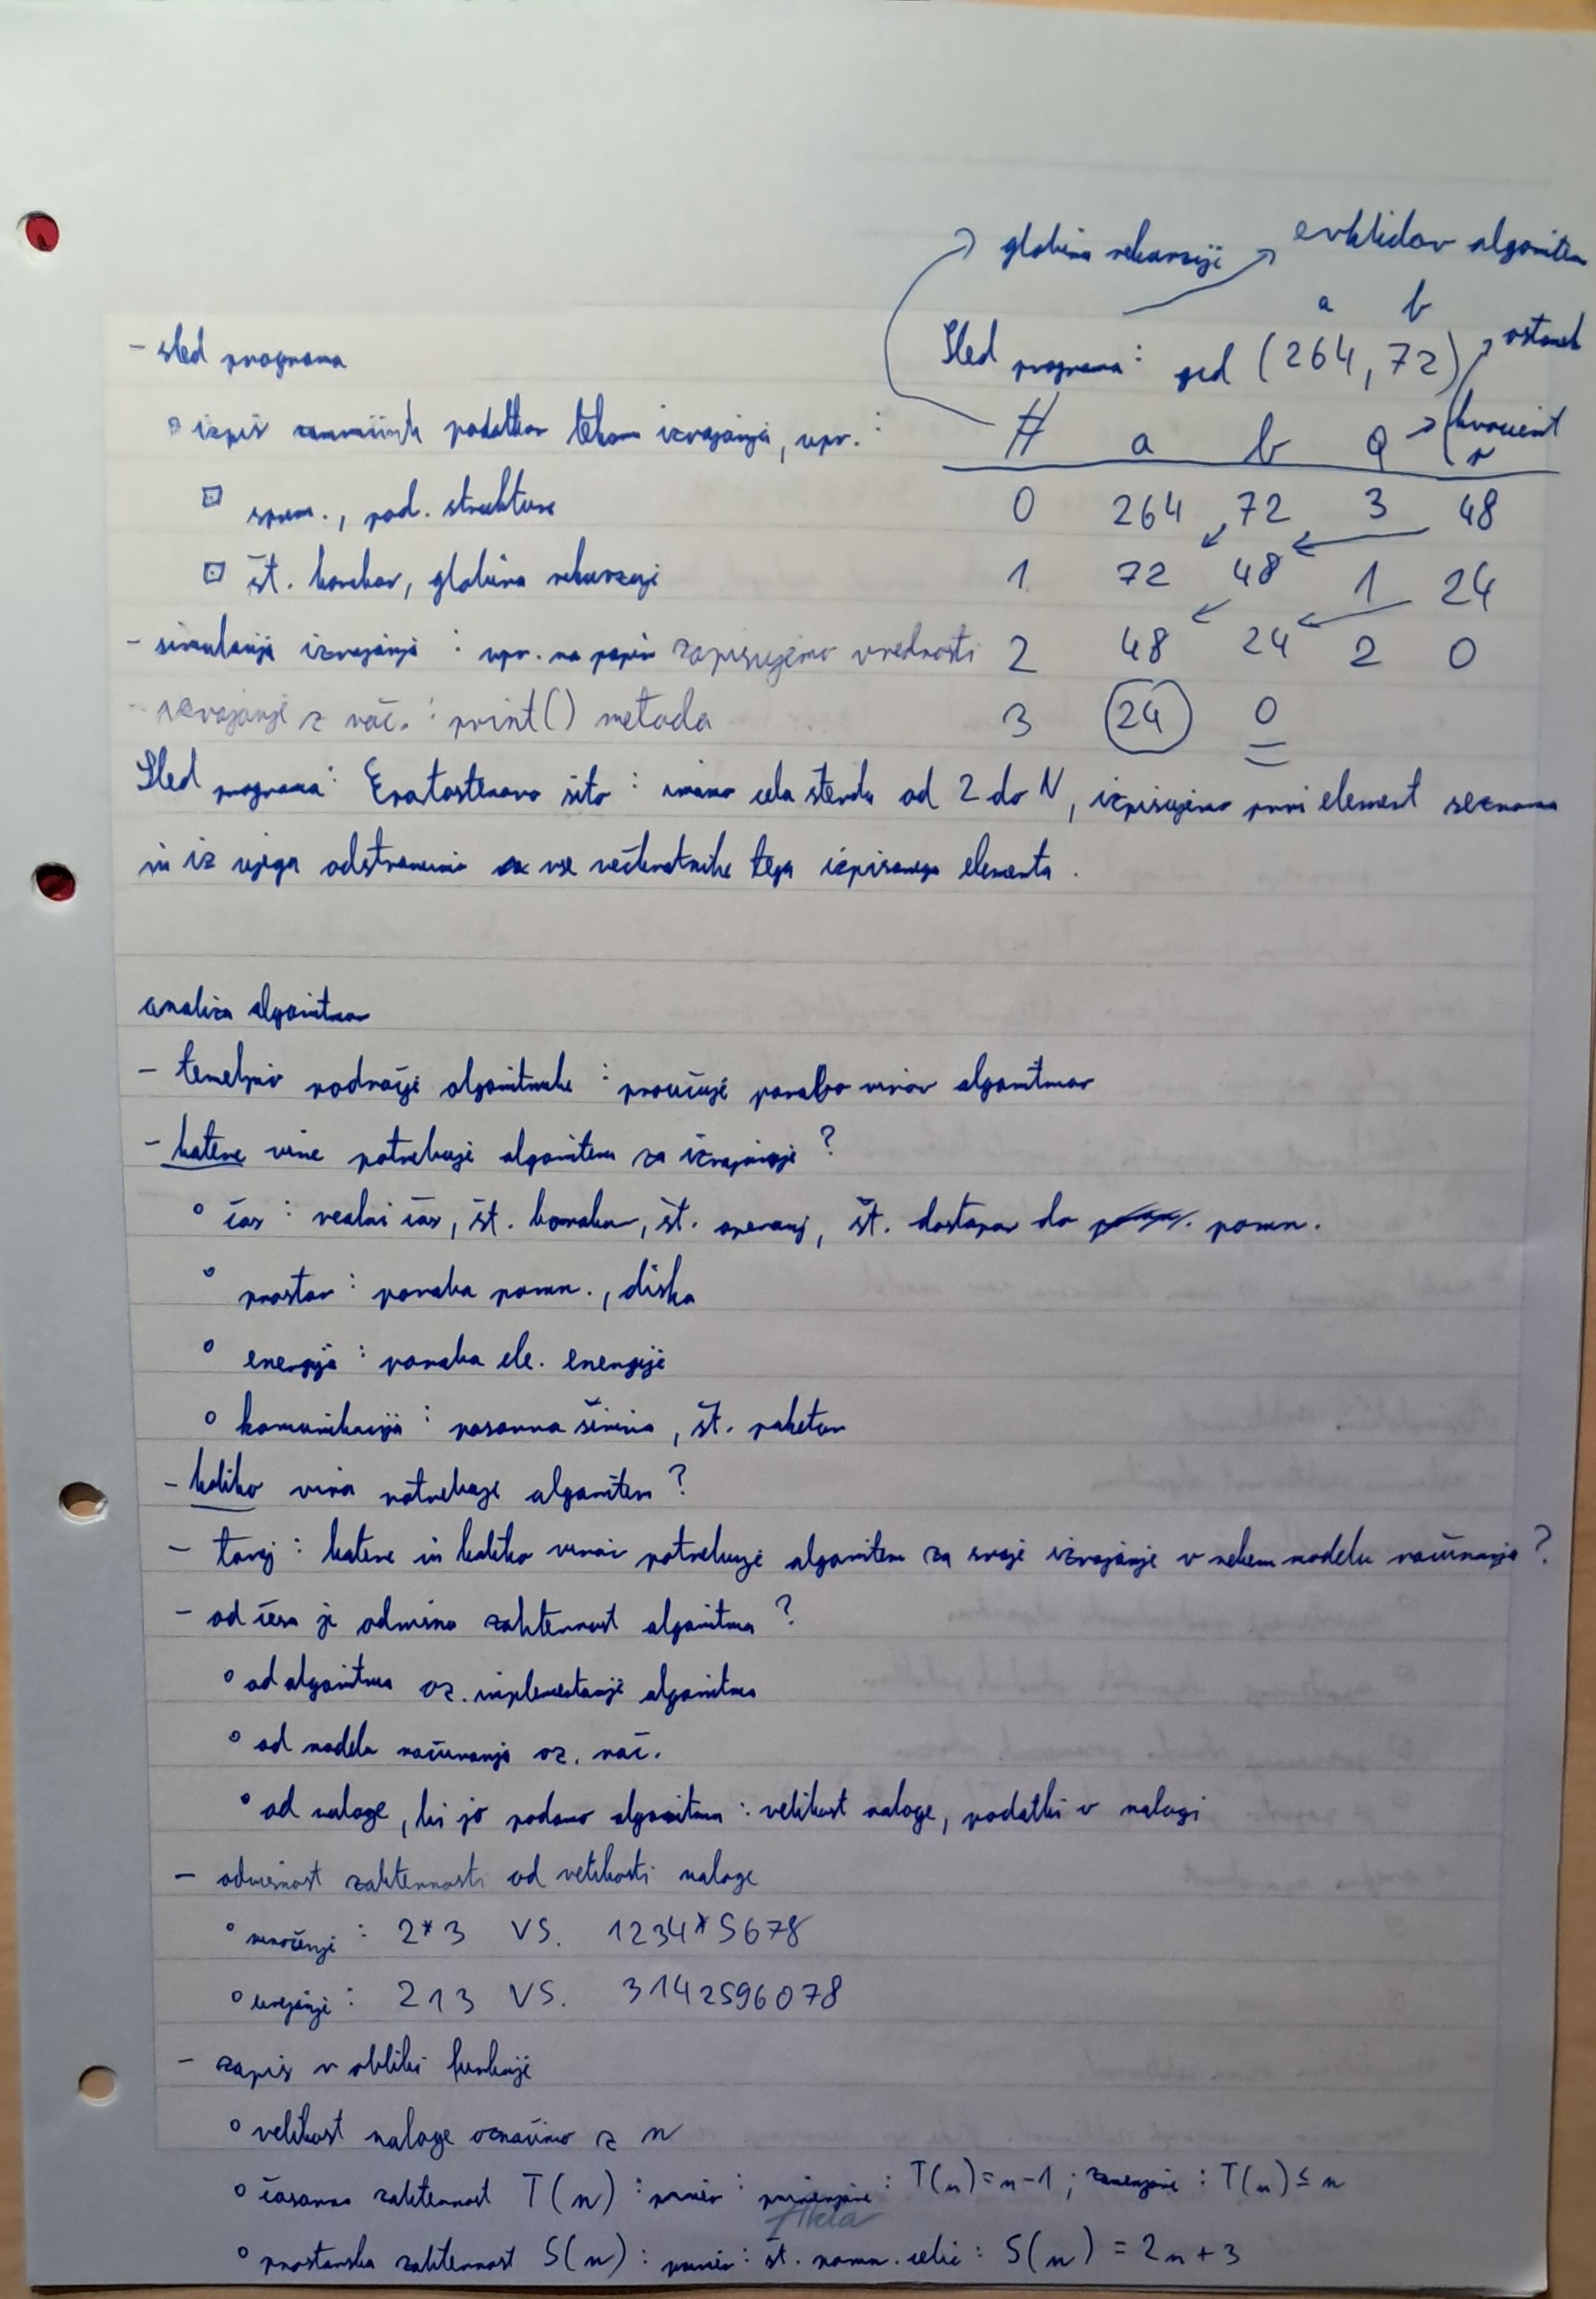 globina rekurzije
evklidov algoritem
a b
- sled programa
Sled programa: gcd (264, 72)
ostanek
◦ izpis zanimivih podatkov tekom izvajanja, npr.:
# a b Q r
kvocient
▫ sprem., pod. strukture
0 264 72 3 48
▫ št. korakov, globina rekurzije
1 72 48 1 24
- simulacija izvajanja: npr. na papir zapisujemo vrednosti
2 48 24 2 0
- izvajanje z rač.: print() metoda
3 24 0
Sled programa: Eratostenovo sito: imamo cela števila od 2 do N, izpisujemo prvi element seznama
in iz njega odstranimo vse večkratnike tega izpisanega elementa.
analiza algoritmov
- temeljno področje algoritmike: proučuje porabo virov algoritmov
- katere vire potrebuje algoritem za izvajanje?
◦ čas: realni čas, št. korakov, št. operacij, št. dostopov do pomn.
◦ prostor: poraba pomn., diska
◦ energija: poraba ele. energije
◦ komunikacija: pasovna širina, št. paketov
- koliko vira potrebuje algoritem?
- torej: katere in koliko virov potrebuje algoritem za svoje izvajanje v nekem modelu računanja?
- od česa je odvisna zahtevnost algoritma?
◦ od algoritma oz. implementacije algoritma
◦ od modela računanja oz. rač.
◦ od naloge, ki jo podamo algoritmu: velikost naloge, podatki v nalogi
- odvisnost zahtevnosti od velikosti naloge
◦ množenje: 2*3 VS. 1234*5678
◦ urejanje: 213 VS. 3142596078
- zapis v obliki funkcije
◦ velikost naloge označimo z n
◦ časovna zahtevnost T(n): primer: primerjave: T(n)=n-1; zamenjave: T(n)≤n
◦ prostorska zahtevnost S(n): primer: št. pomn. celic: S(n) = 2n+3